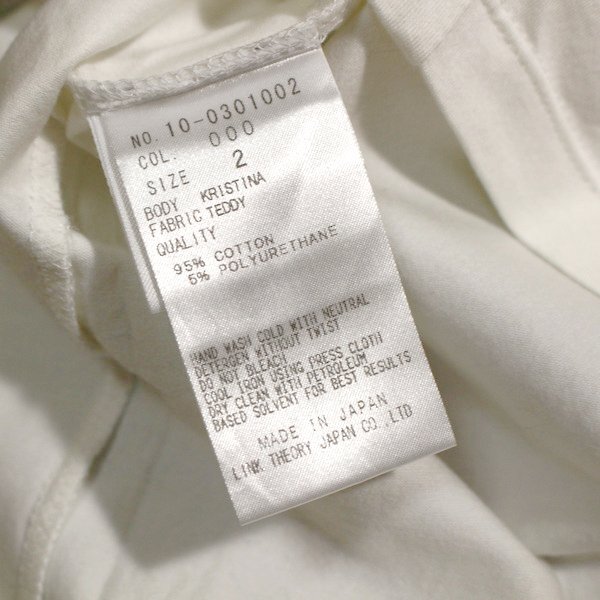 NO. 10-0301002
COL. 000
SIZE 2
BODY KRISTINA
FABRIC TEDDY
QUALITY
95% COTTON
5% POLYURETHANE
HAND WASH COLD WITH NEUTRAL
DETERGEN WITHOUT TWIST
DO NOT BLEACH
COOL IRON USING PRESS CLOTH
DRY CLEAN WITH PETROLEUM
BASED SOLVENT FOR BEST RESULTS
MADE IN JAPAN
LINK THEORY JAPAN CO.,LTD